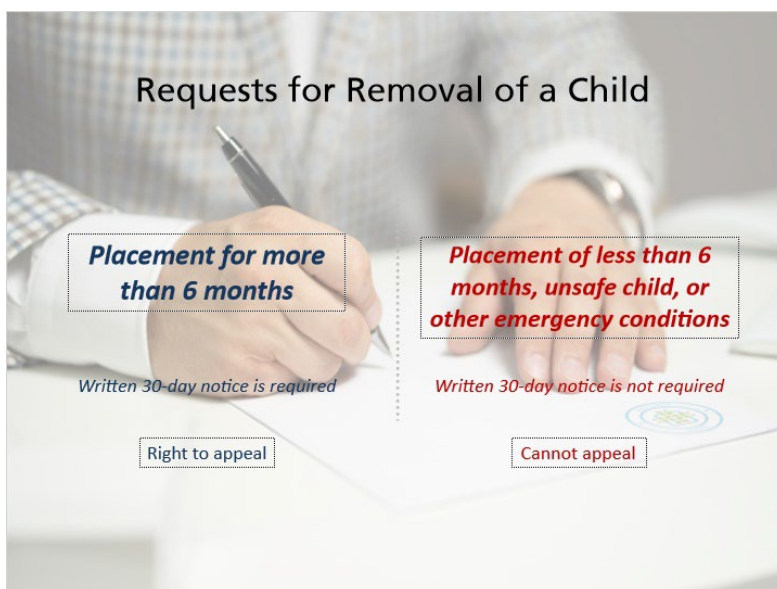 Requests for Removal of a Child
Placement for more
than 6 months
Written 30-day notice is required
Right to appeal
Placement of less than 6
months, unsafe child, or
other emergency conditions
Written 30-day notice is not required
Cannot appeal